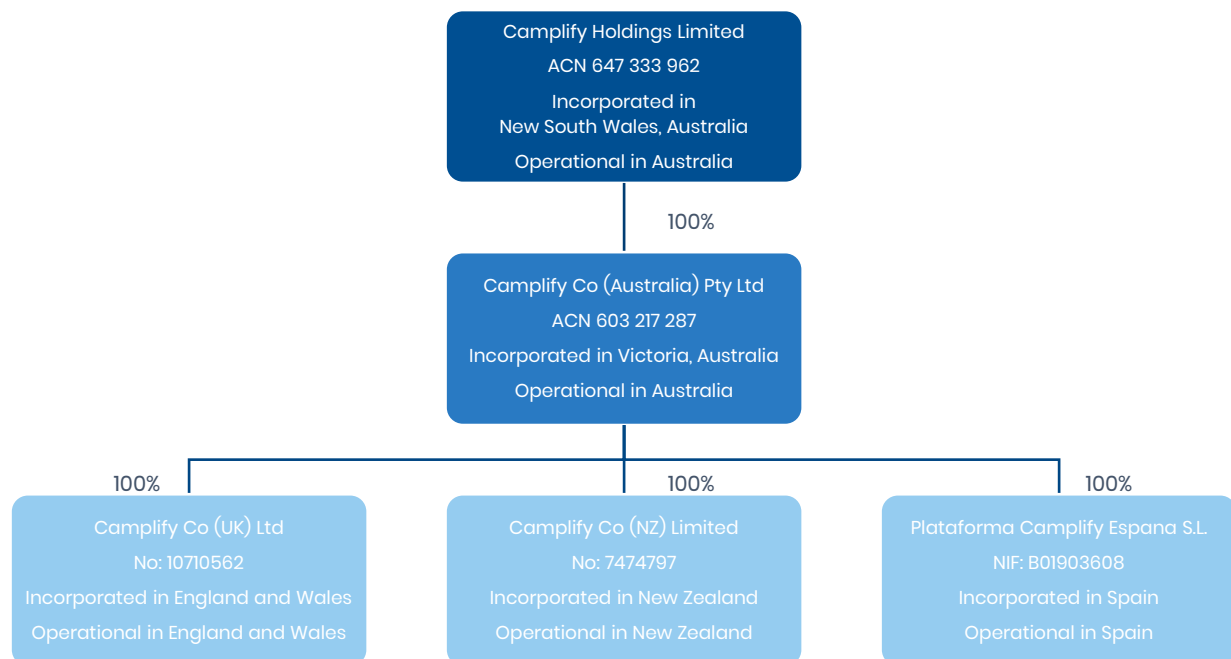 Camplify Holdings Limited
ACN 647 333 962
Incorporated in
New South Wales, Australia
Operational in Australia
100%
Camplify Co (Australia) Pty Ltd
ACN 603 217 287
Incorporated in Victoria, Australia
Operational in Australia
100%
100%
100%
Camplify Co (UK) Ltd
No: 10710562
Incorporated in England and Wales
Operational in England and Wales
Camplify Co (NZ) Limited
No: 7474797
Incorporated in New Zealand
Operational in New Zealand
Plataforma Camplify Espana S.L.
NIF: B01903608
Incorporated in Spain
Operational in Spain